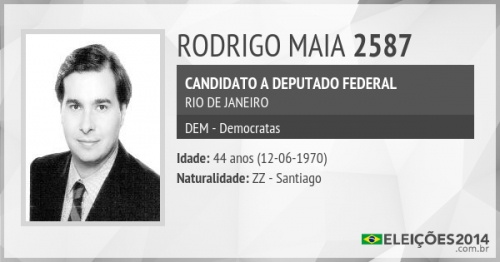 RODRIGO MAIA 2587
CANDIDATO A DEPUTADO FEDERAL
RIO DE JANEIRO
DEM - Democratas
Idade: 44 anos (12-06-1970)
Naturalidade: ZZ - Santiago
ELEIÇÕES2014
.com.br